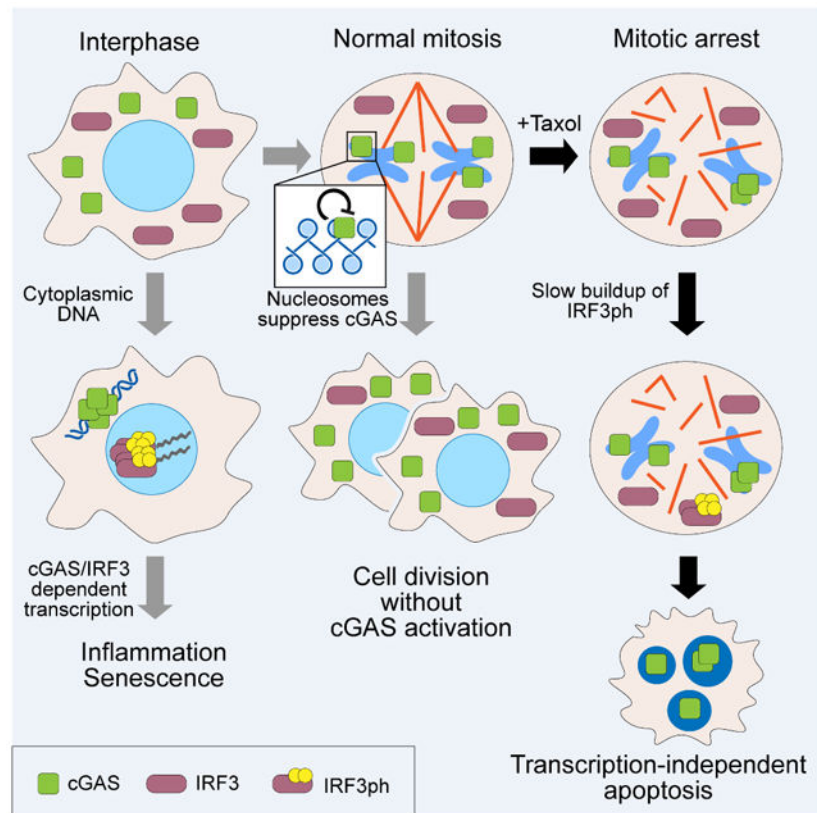 Interphase
Normal mitosis
Mitotic arrest
+Taxol
Cytoplasmic
DNA
Nucleosomes
suppress cGAS
Slow buildup of
IRF3ph
cGAS/IRF3
dependent
transcription
Inflammation
Senescence
Cell division
without
cGAS activation
Transcription-independent
apoptosis
cGAS
IRF3
IRF3ph